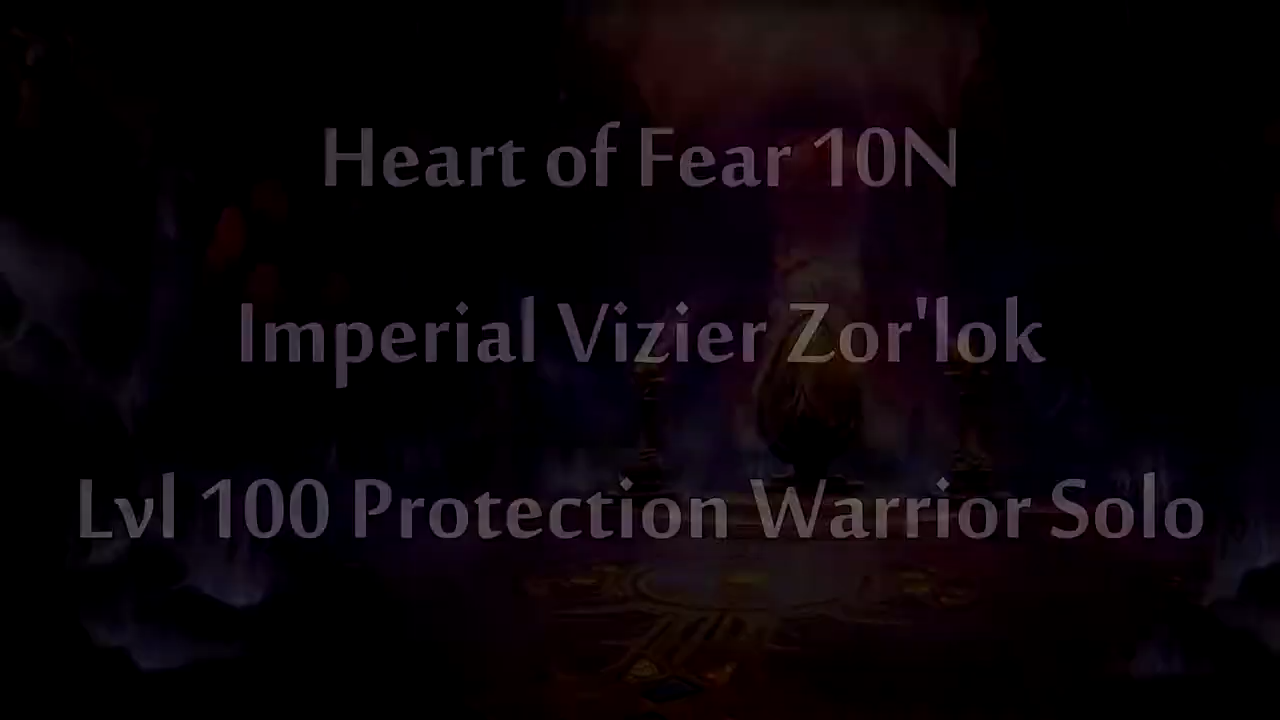 Heart of Fear 10N
Imperial Vizier Zor'lok
Lvl 100 Protection Warrior Solo